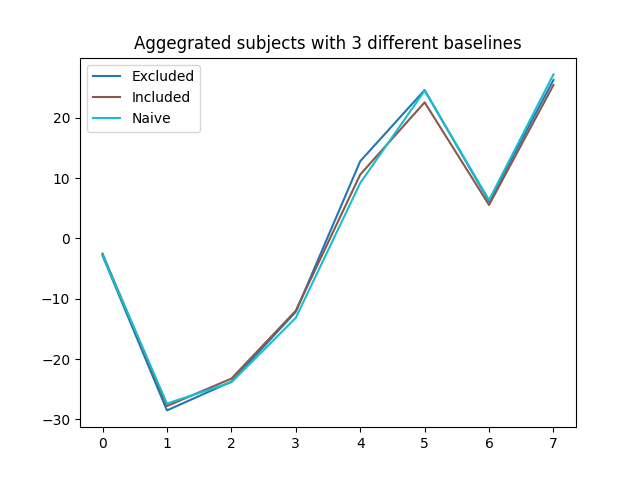 Aggegrated subjects with 3 different baselines
Excluded
Included
Naive
20
10
0
−10
−20
−30
0 1 2 3 4 5 6 7